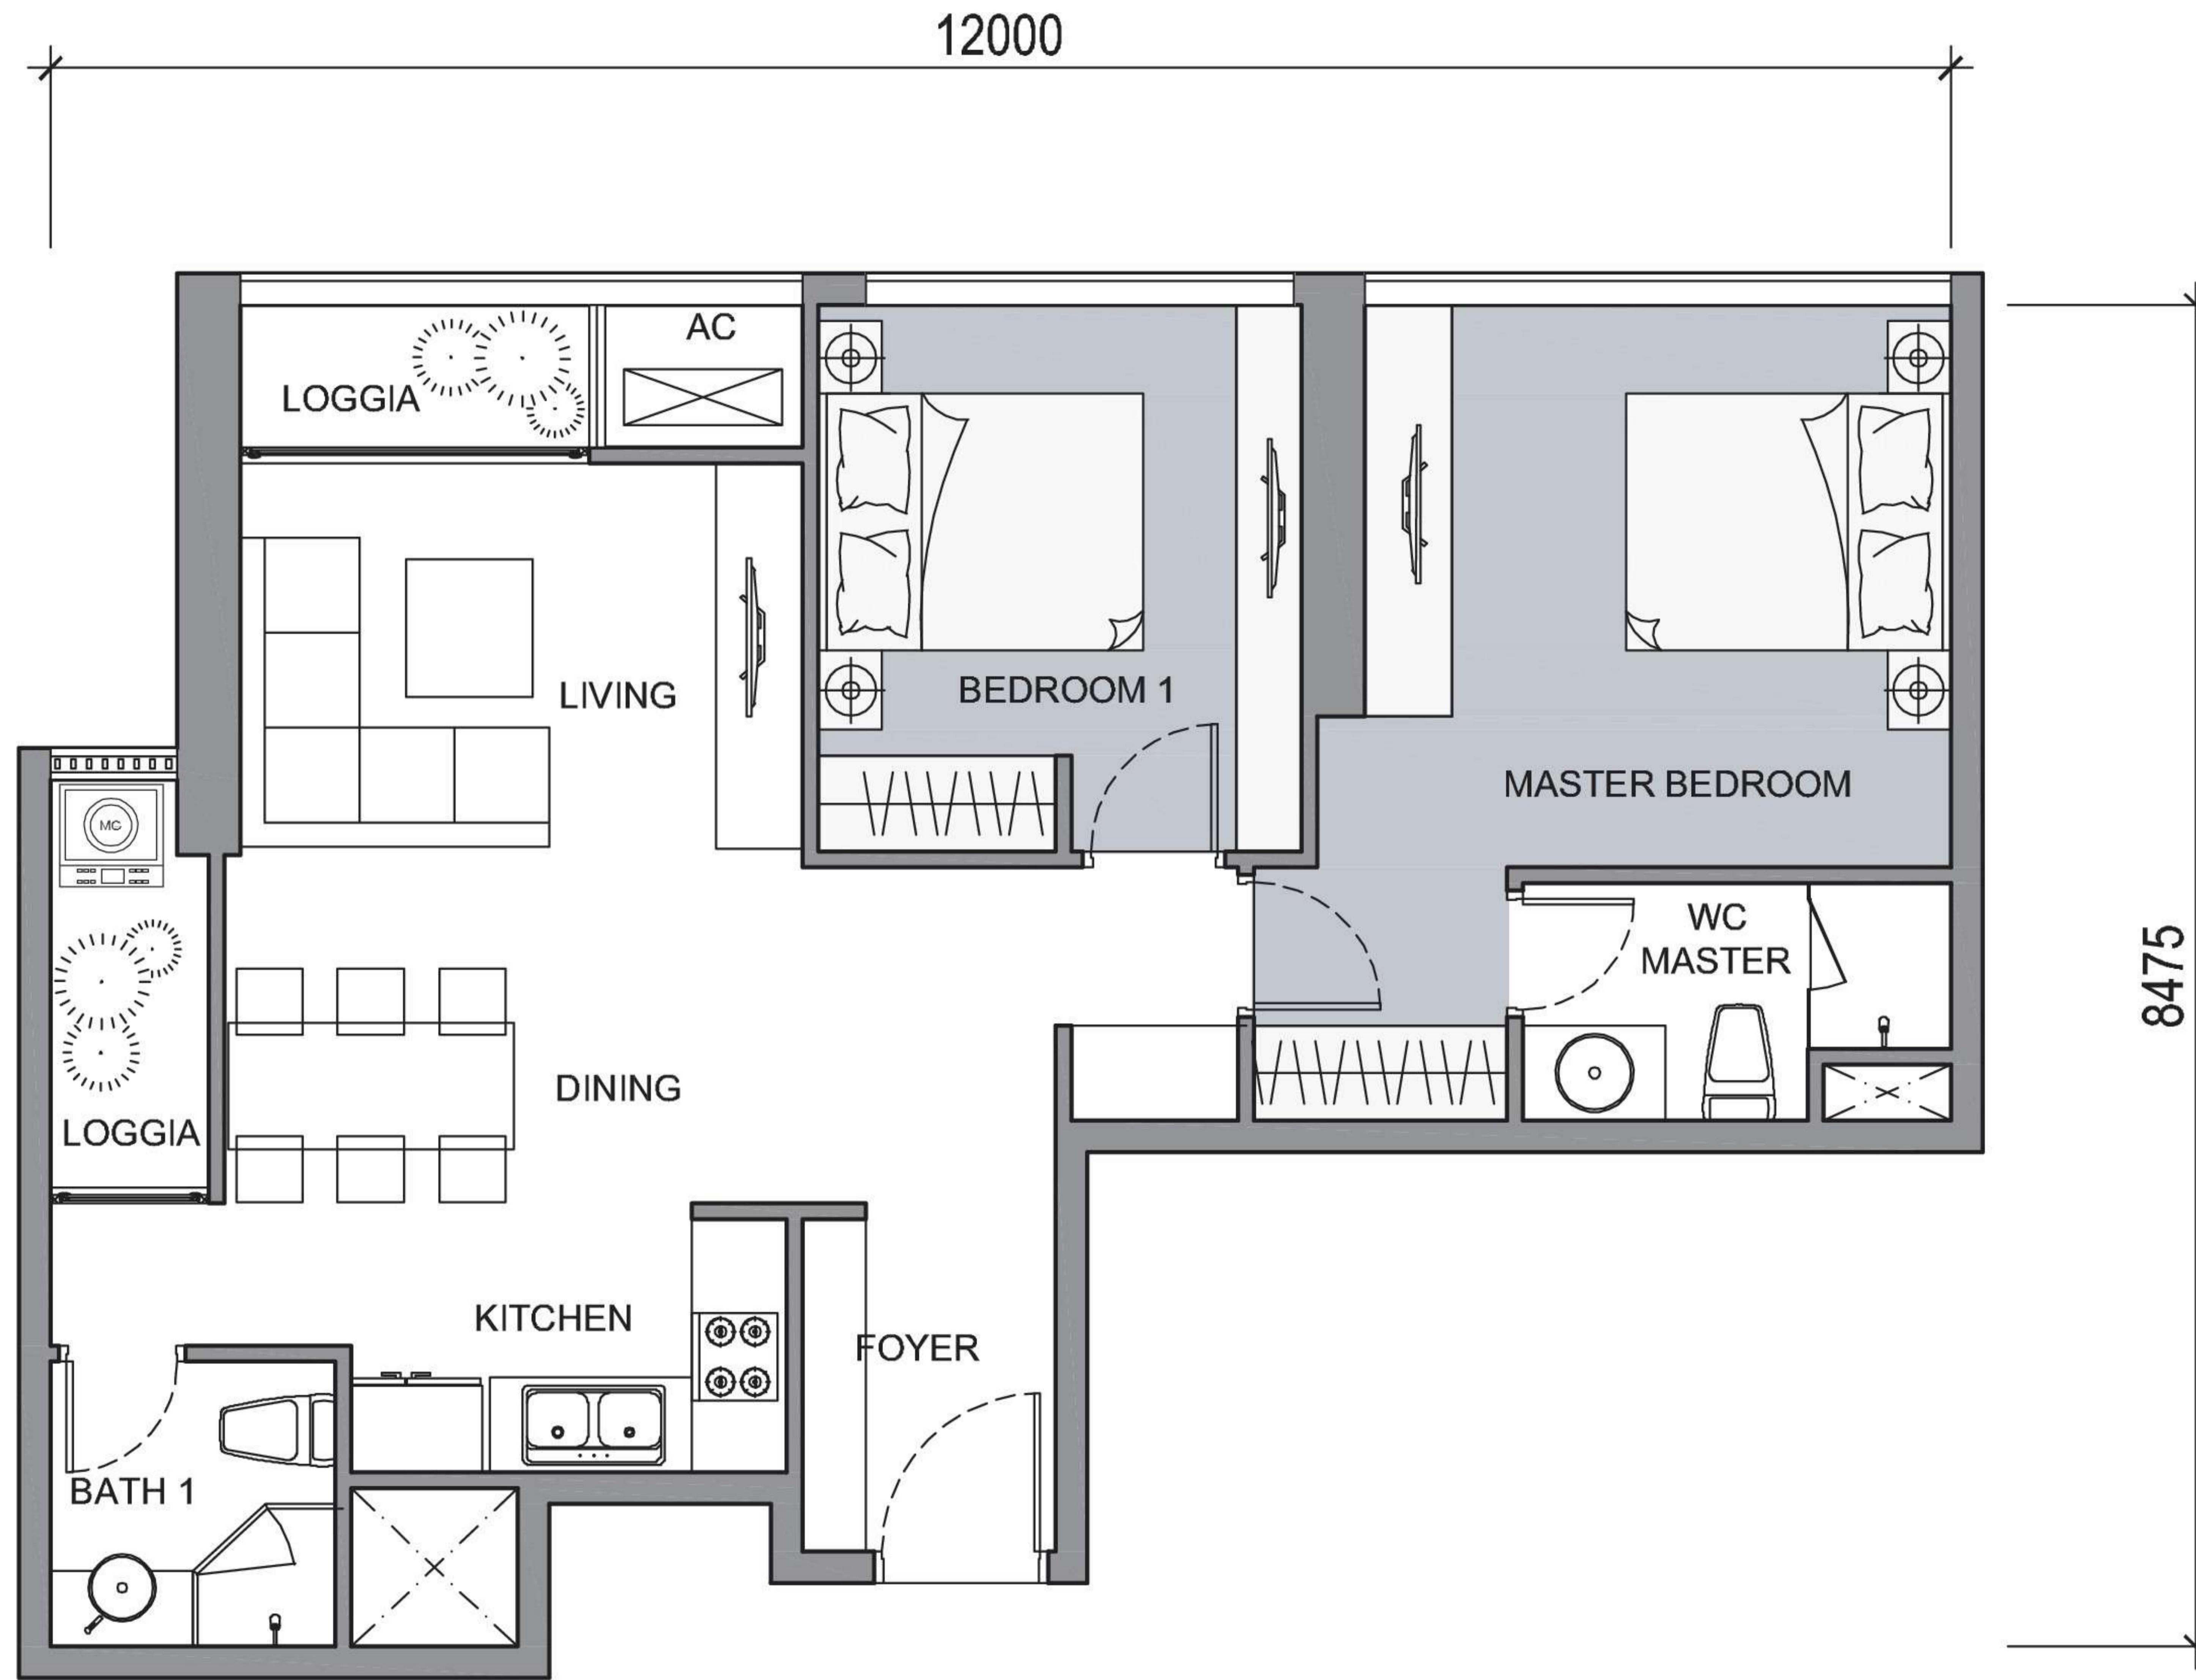 12000
AC
LOGGIA
LIVING
BEDROOM 1
MASTER BEDROOM
MC
WC
MASTER
8475
DINING
LOGGIA
KITCHEN
FOYER
BATH 1